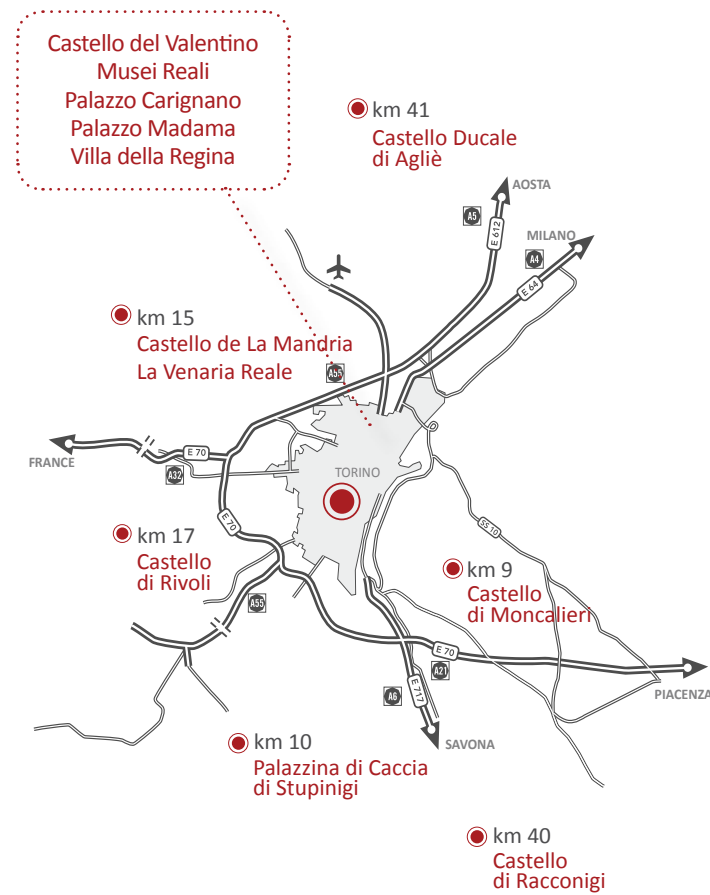 Castello del Valentino
Musei Reali
Palazzo Carignano
Palazzo Madama
Villa della Regina
km 41
Castello Ducale
di Agliè
AOSTA
A5
E 612
MILANO
A4
E 64
km 15
Castello de La Mandria
La Venaria Reale
A55
E 70
FRANCE
A32
TORINO
E 70
SS 10
km 17
Castello
di Rivoli
km 9
Castello
di Moncalieri
A55
E 70
A21
PIACENZA
A6
E 717
SAVONA
km 10
Palazzina di Caccia
di Stupinigi
km 40
Castello
di Racconigi